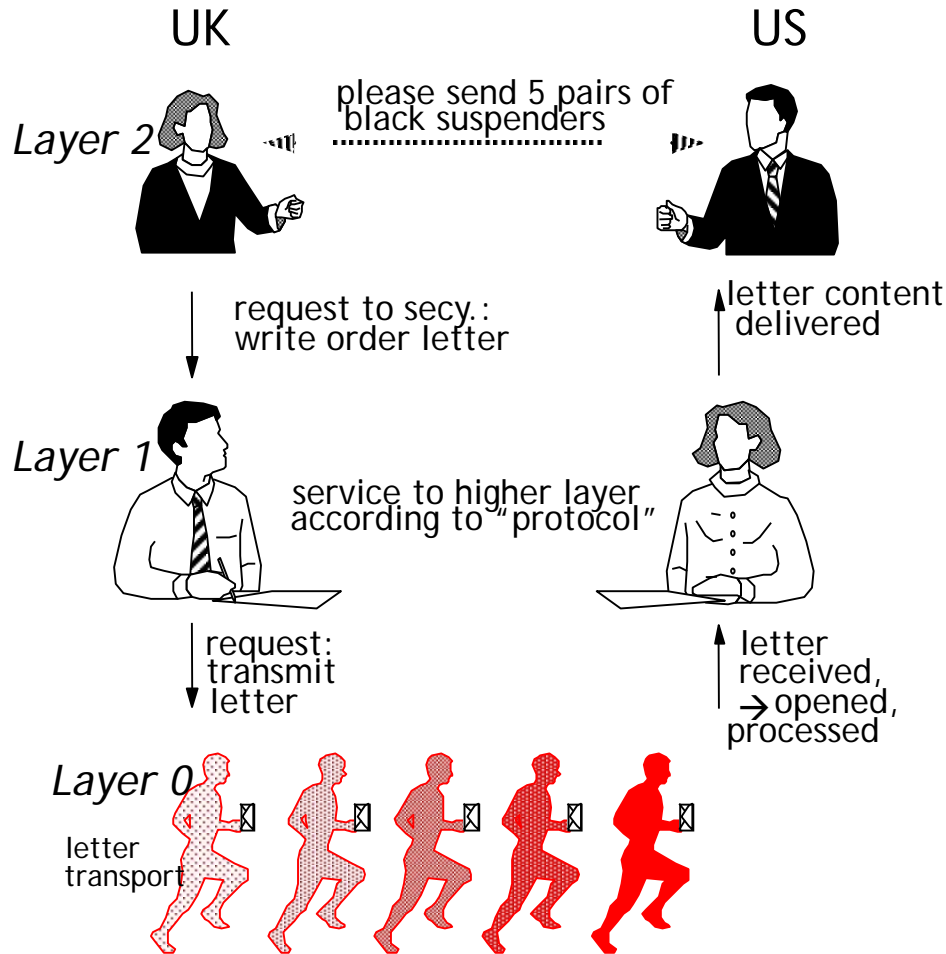 UK
US
Layer 2
please send 5 pairs of
black suspenders
request to secy.:
write order letter
letter content
delivered
Layer 1
service to higher layer
according to “protocol”
request:
transmit
letter
letter
received,
→ opened,
processed
Layer 0
letter
transport